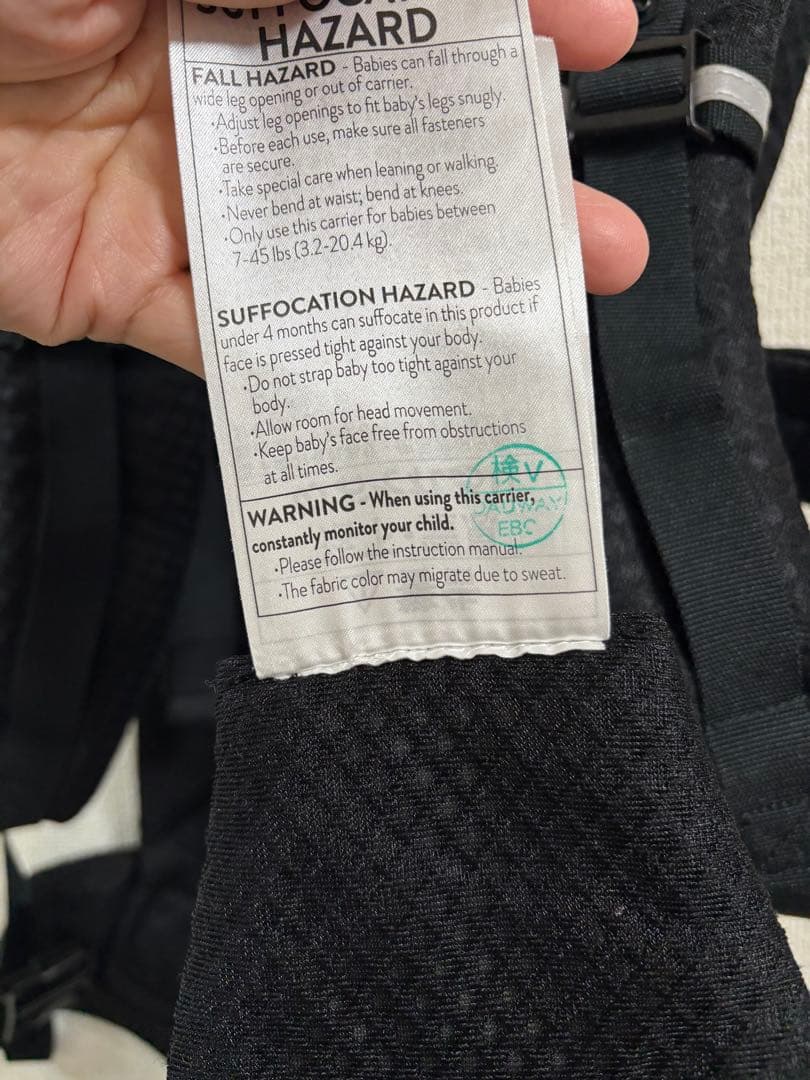 HAZARD
FALL HAZARD - Babies can fall through a
wide leg opening or out of carrier.
·Adjust leg openings to fit baby's legs snugly.
·Before each use, make sure all fasteners
are secure.
·Take special care when leaning or walking.
·Never bend at waist; bend at knees.
·Only use this carrier for babies between
7-45 lbs (3.2-20.4 kg).
SUFFOCATION HAZARD - Babies
under 4 months can suffocate in this product if
face is pressed tight against your body.
·Do not strap baby too tight against your
body.
·Allow room for head movement.
·Keep baby's face free from obstructions
at all times.
検V
EBC
WARNING - When using this carrier,
constantly monitor your child.
·Please follow the instruction manual.
·The fabric color may migrate due to sweat.